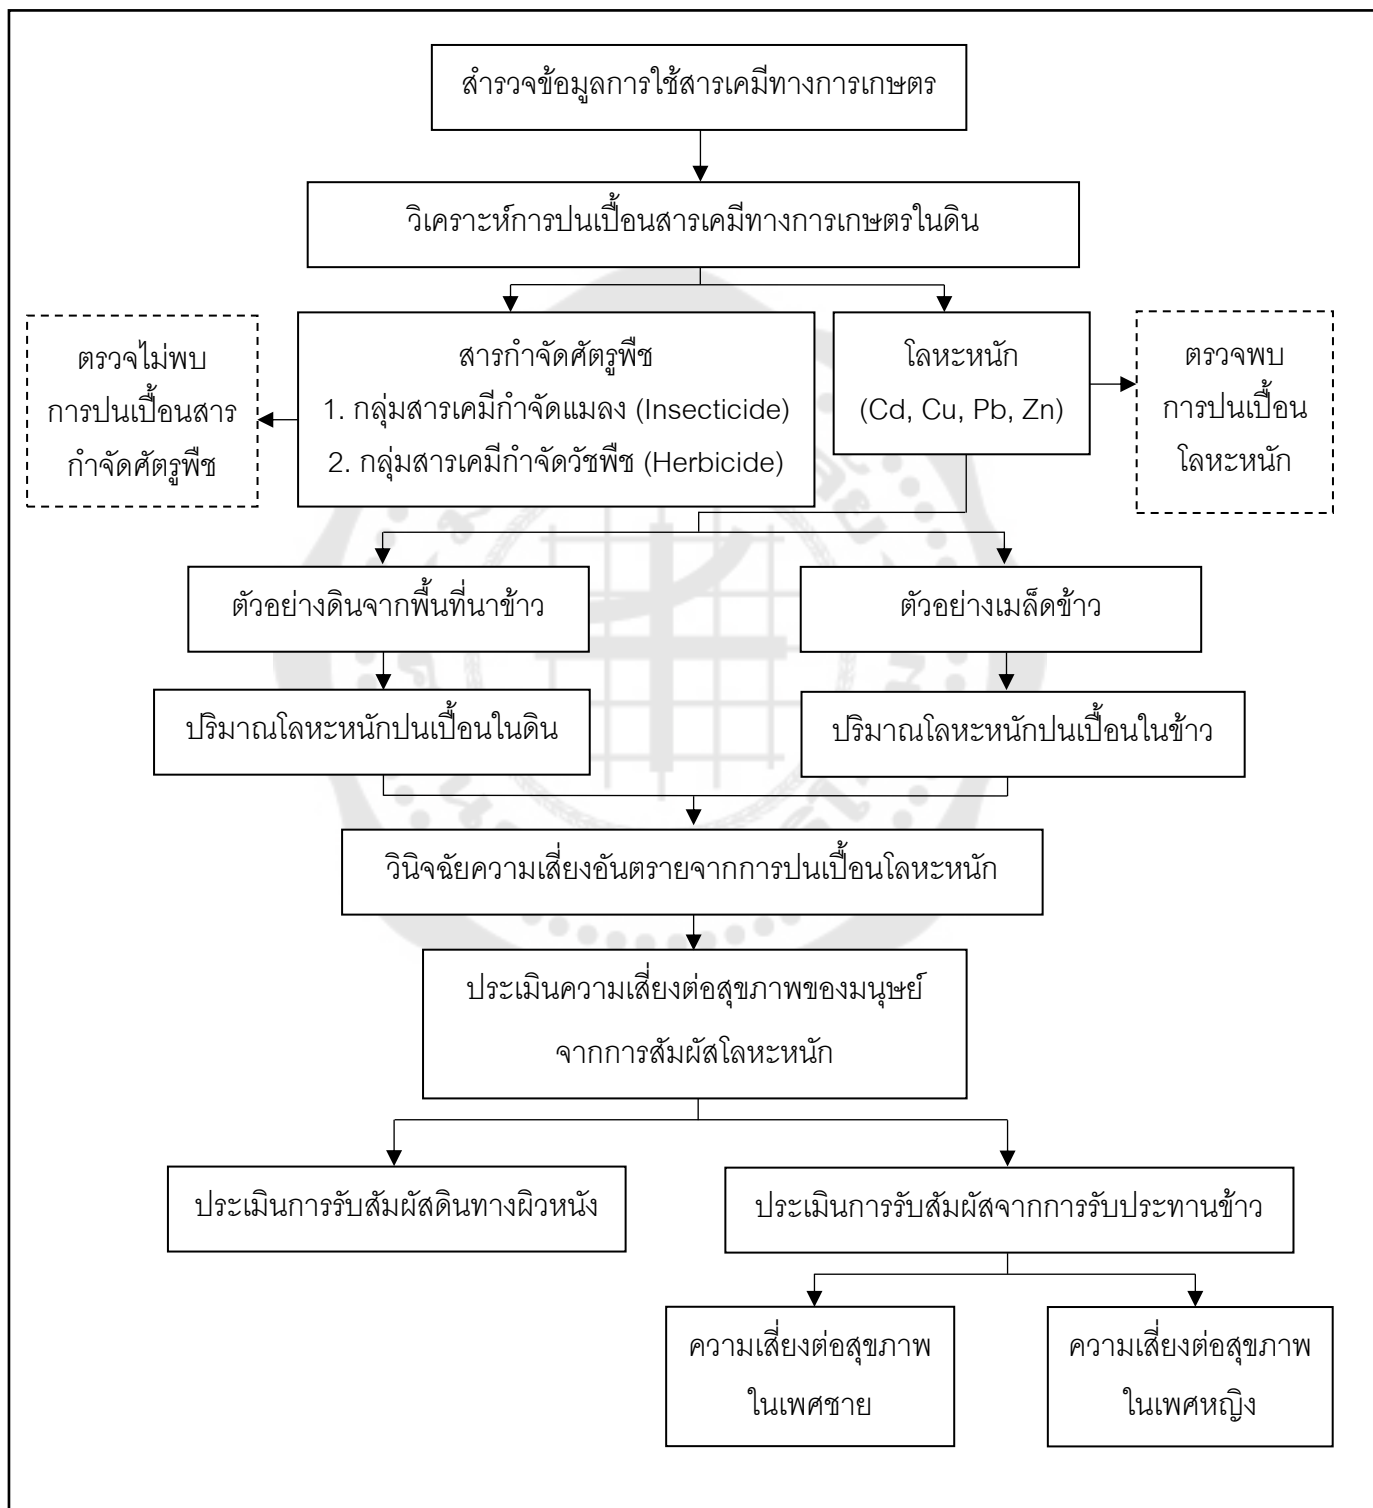 สำรวจข้อมูลการใช้สารเคมีทางการเกษตร
วิเคราะห์การปนเปื้อนสารเคมีทางการเกษตรในดิน
ตรวจไม่พบ
การปนเปื้อนสาร
กำจัดศัตรูพืช
สารกำจัดศัตรูพืช
1. กลุ่มสารเคมีกำจัดแมลง (Insecticide)
2. กลุ่มสารเคมีกำจัดวัชพืช (Herbicide)
โลหะหนัก
(Cd, Cu, Pb, Zn)
ตรวจพบ
การปนเปื้อน
โลหะหนัก
ตัวอย่างดินจากพื้นที่นาข้าว
ตัวอย่างเมล็ดข้าว
ปริมาณโลหะหนักปนเปื้อนในดิน
ปริมาณโลหะหนักปนเปื้อนในข้าว
วินิจฉัยความเสี่ยงอันตรายจากการปนเปื้อนโลหะหนัก
ประเมินความเสี่ยงต่อสุขภาพของมนุษย์
จากการสัมผัสโลหะหนัก
ประเมินการรับสัมผัสดินทางผิวหนัง
ประเมินการรับสัมผัสจากการรับประทานข้าว
ความเสี่ยงต่อสุขภาพ
ในเพศชาย
ความเสี่ยงต่อสุขภาพ
ในเพศหญิง